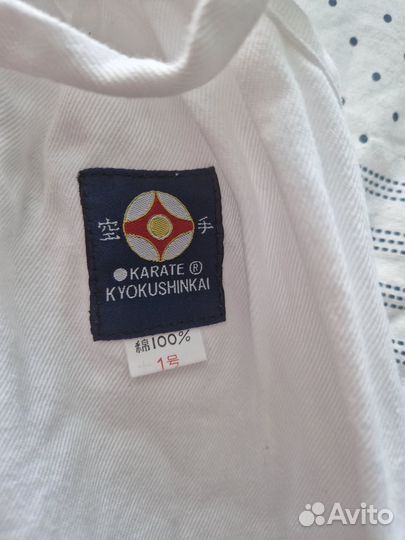 空 手
KARATE ®
KYOKUSHINKAI
綿100%
1号
Avito